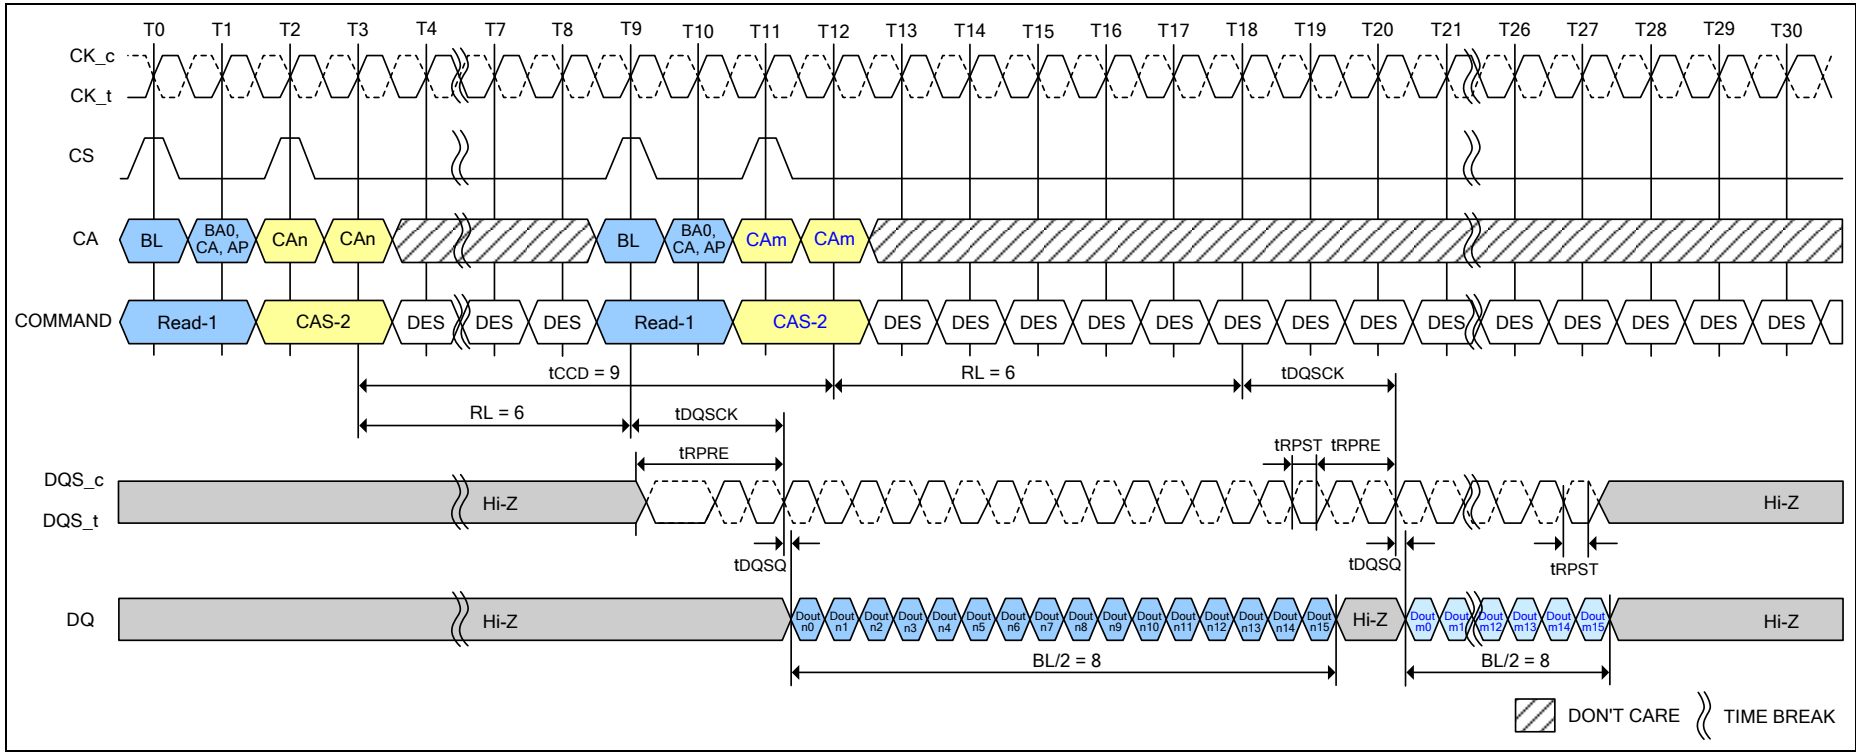 T0 T1 T2 T3 T4 T7 T8 T9 T10 T11 T12 T13 T14 T15 T16 T17 T18 T19 T20 T21 T26 T27 T28 T29 T30
CK_c
CK_t
CS
CA BL BA0, CA, AP CAn CAn BL BA0, CA, AP CAm CAm
COMMAND Read-1 CAS-2 DES DES DES Read-1 CAS-2 DES DES DES DES DES DES DES DES DES DES DES DES DES DES
tCCD = 9 RL = 6 tDQSCK
RL = 6 tDQSCK
tRPRE tRPST tRPRE
DQS_c
Hi-Z Hi-Z
DQS_t
tDQSQ tDQSQ tRPST
DQ Hi-Z Dout n0 Dout n1 Dout n2 Dout n3 Dout n4 Dout n5 Dout n6 Dout n7 Dout n8 Dout n9 Dout n10 Dout n11 Dout n12 Dout n13 Dout n14 Dout n15 Hi-Z Dout m0 Dout m1 Dout m12 Dout m13 Dout m14 Dout m15 Hi-Z
BL/2 = 8 BL/2 = 8
DON'T CARE TIME BREAK